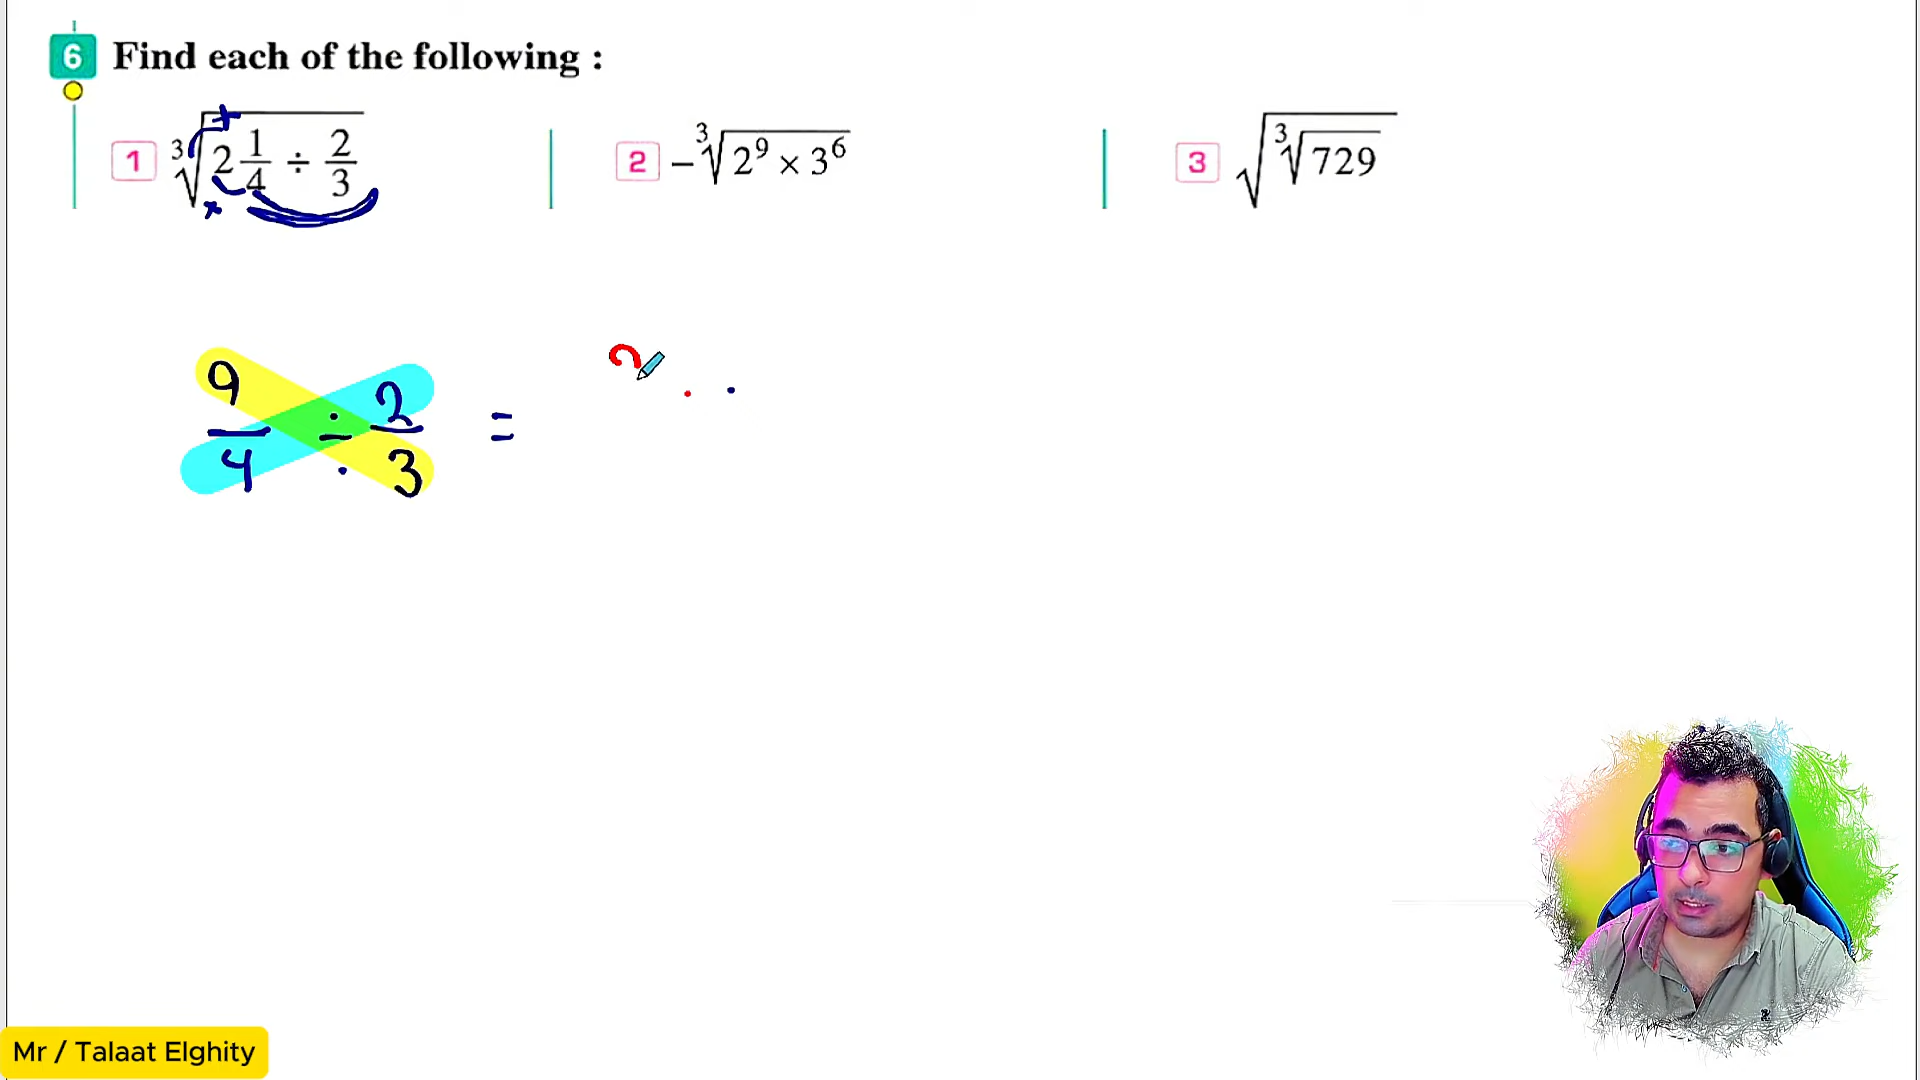 6 Find each of the following :
1 ∛(2 1/4 ÷ 2/3) 2 −∛(2⁹ × 3⁶) 3 √(∛729)
9/4 ÷ 2/3 =
Mr / Talaat Elghity